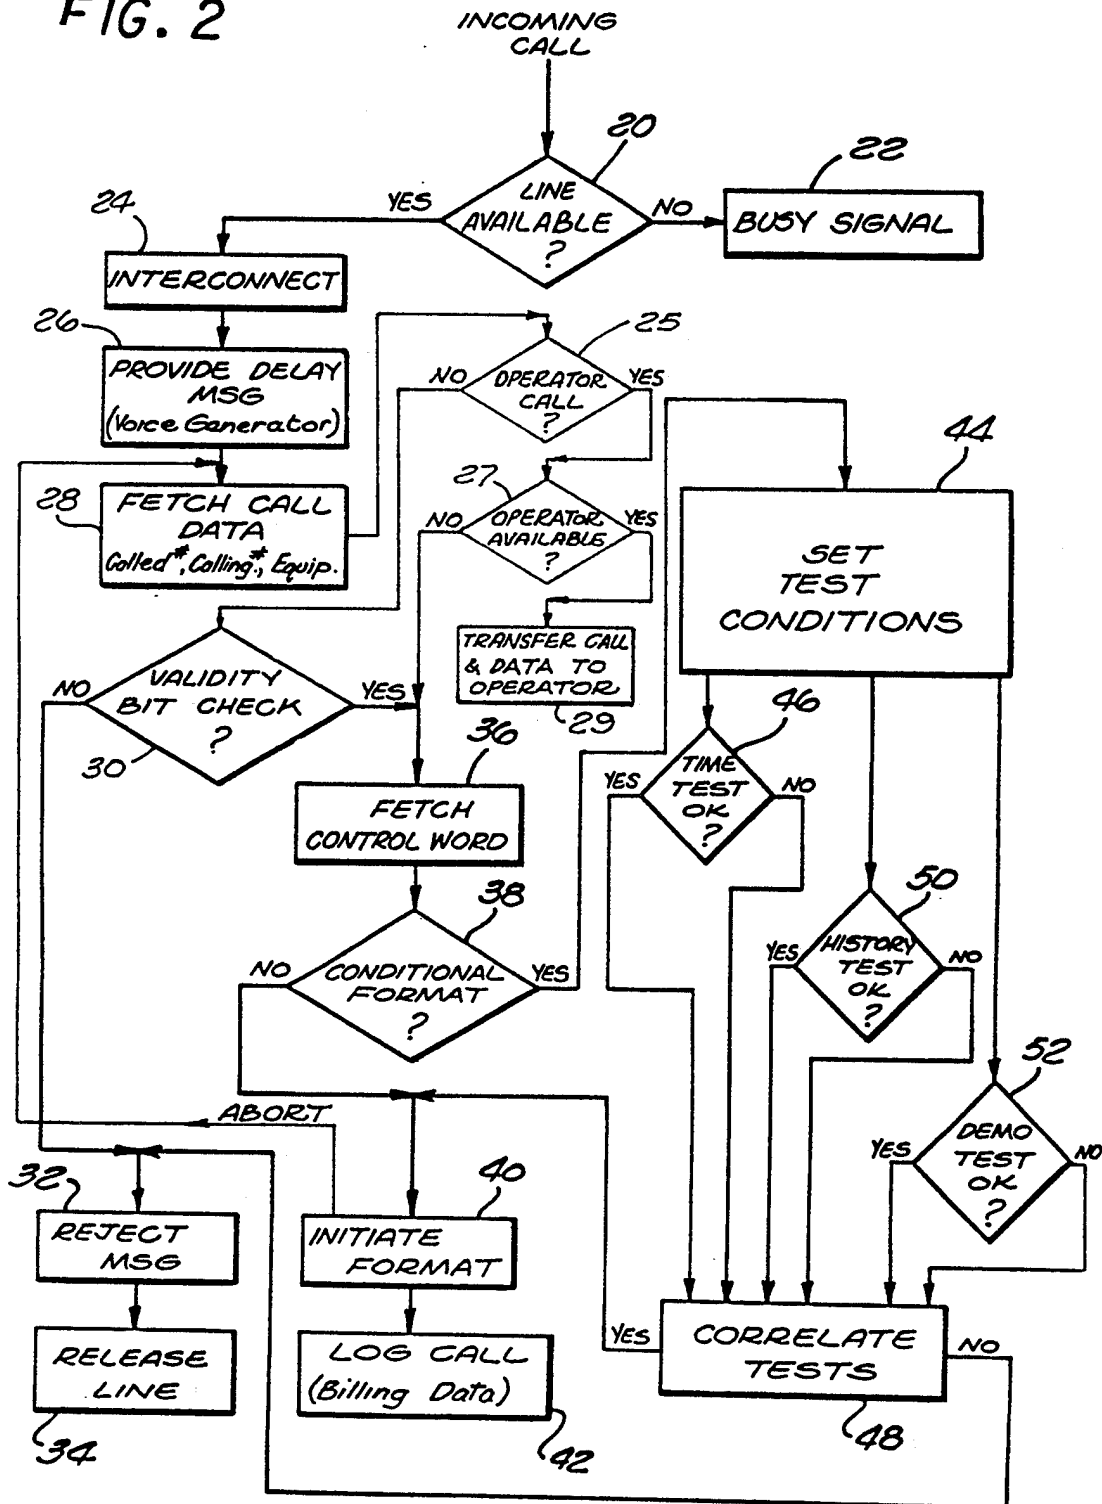 FIG. 2
INCOMING
CALL
20
LINE
AVAILABLE
?
YES
NO
22
BUSY SIGNAL
24
INTERCONNECT
26
PROVIDE DELAY
MSG
(Voice Generator)
28
FETCH CALL
DATA
Called #, Calling #, Equip.
25
OPERATOR
CALL
?
NO
YES
27
OPERATOR
AVAILABLE
?
NO
YES
TRANSFER CALL
& DATA TO
OPERATOR
29
44
SET
TEST
CONDITIONS
VALIDITY
BIT CHECK
?
NO
YES
30
36
FETCH
CONTROL WORD
38
CONDITIONAL
FORMAT
?
NO
YES
46
TIME
TEST
OK
?
YES
NO
50
HISTORY
TEST
OK
?
YES
NO
52
DEMO
TEST
OK
?
YES
NO
ABORT
32
REJECT
MSG
RELEASE
LINE
34
40
INITIATE
FORMAT
LOG CALL
(Billing Data)
42
YES
CORRELATE
TESTS
NO
48